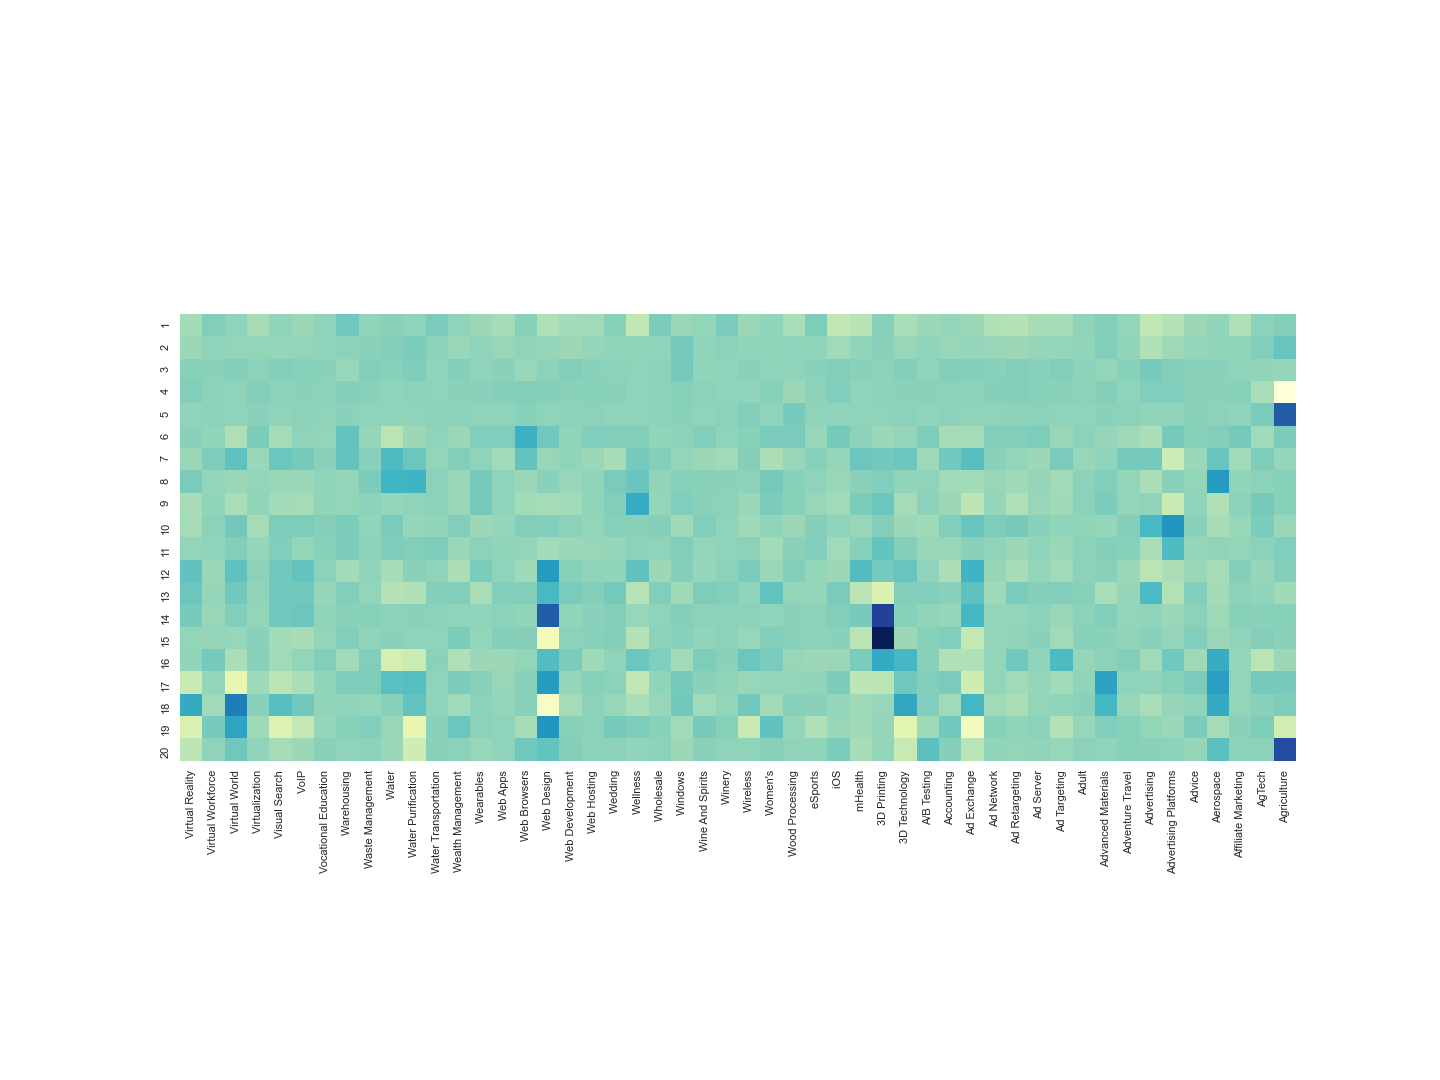 1
2
3
4
5
6
7
8
9
10
11
12
13
14
15
16
17
18
19
20
Virtual Reality
Virtual Workforce
Virtual World
Virtualization
Visual Search
VoIP
Vocational Education
Warehousing
Waste Management
Water
Water Purification
Water Transportation
Wealth Management
Wearables
Web Apps
Web Browsers
Web Design
Web Development
Web Hosting
Wedding
Wellness
Wholesale
Windows
Wine And Spirits
Winery
Wireless
Women's
Wood Processing
eSports
iOS
mHealth
3D Printing
3D Technology
A/B Testing
Accounting
Ad Exchange
Ad Network
Ad Retargeting
Ad Server
Ad Targeting
Adult
Advanced Materials
Adventure Travel
Advertising
Advertising Platforms
Advice
Aerospace
Affiliate Marketing
AgTech
Agriculture